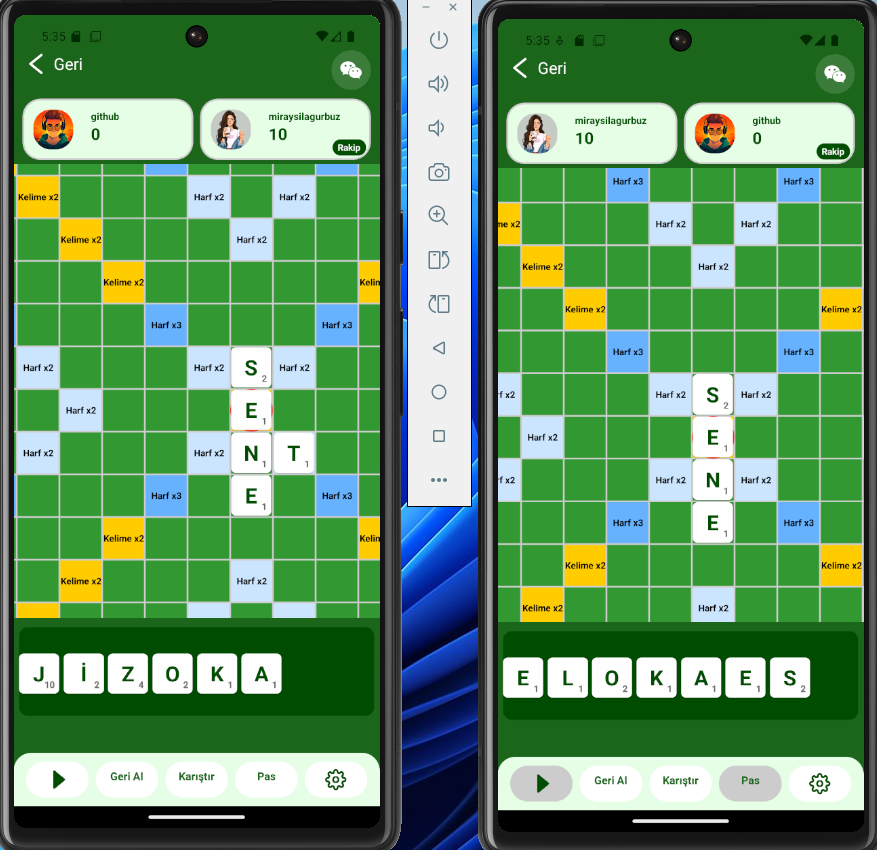 5:35
Geri
github
0
miraysilagurbuz
10
Rakip
Kelime x2
Harf x2
Harf x2
Kelime x2
Harf x2
Kelime x2
Kelim
Harf x3
Harf x3
Harf x2
Harf x2
S 2
Harf x2
Harf x2
E 1
Harf x2
Harf x2
N 1
T 1
Harf x3
E 1
Harf x3
Kelime x2
Kelim
Kelime x2
Harf x2
J 10
İ 2
Z 4
O 2
K 1
A 1
Geri Al
Karıştır
Pas
5:35
Geri
miraysilagurbuz
10
github
0
Rakip
Harf x3
Harf x3
me x2
Harf x2
Harf x2
Kelime x2
Harf x2
Kelime x2
Kelime x2
Harf x3
Harf x3
rf x2
Harf x2
S 2
Harf x2
Harf x2
E 1
rf x2
Harf x2
N 1
Harf x2
Harf x3
E 1
Harf x3
Kelime x2
Kelime x2
Kelime x2
Harf x2
E 1
L 1
O 2
K 1
A 1
E 1
S 2
Geri Al
Karıştır
Pas